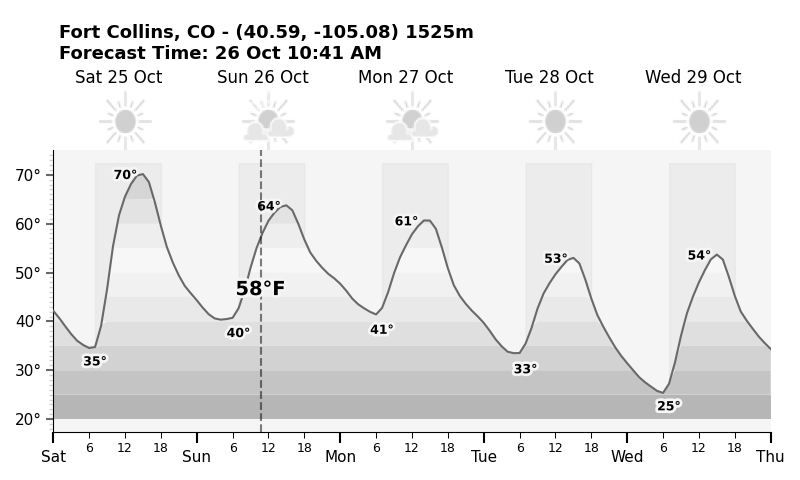 Fort Collins, CO - (40.59, -105.08) 1525m
Forecast Time: 26 Oct 10:41 AM
Sat 25 Oct Sun 26 Oct Mon 27 Oct Tue 28 Oct Wed 29 Oct
70°
60°
50°
40°
30°
20°
70°
64°
61°
53°
54°
58°F
35°
40°
41°
33°
25°
6 12 18 6 12 18 6 12 18 6 12 18 6 12 18
Sat Sun Mon Tue Wed Thu